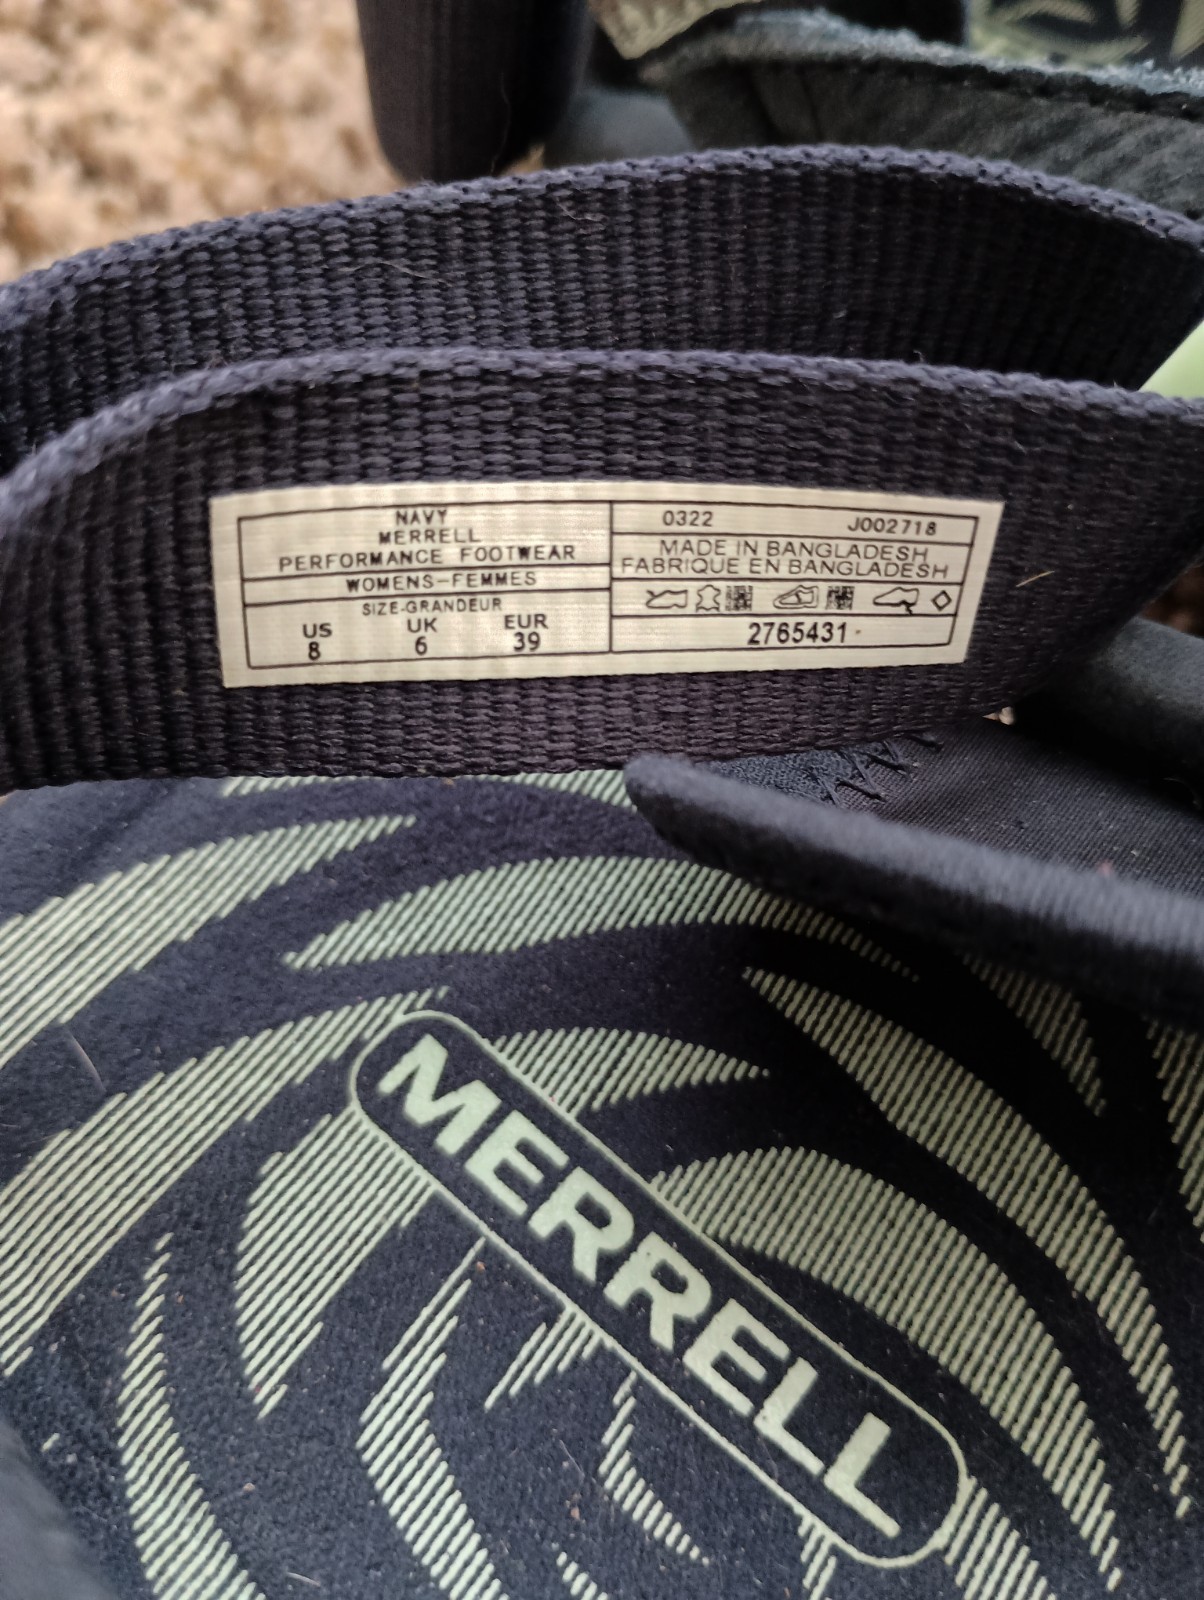 NAVY
MERRELL
PERFORMANCE FOOTWEAR
WOMENS-FEMMES
SIZE-GRANDEUR
US UK EUR
8 6 39
0322 J002718
MADE IN BANGLADESH
FABRIQUE EN BANGLADESH
2765431
MERRELL